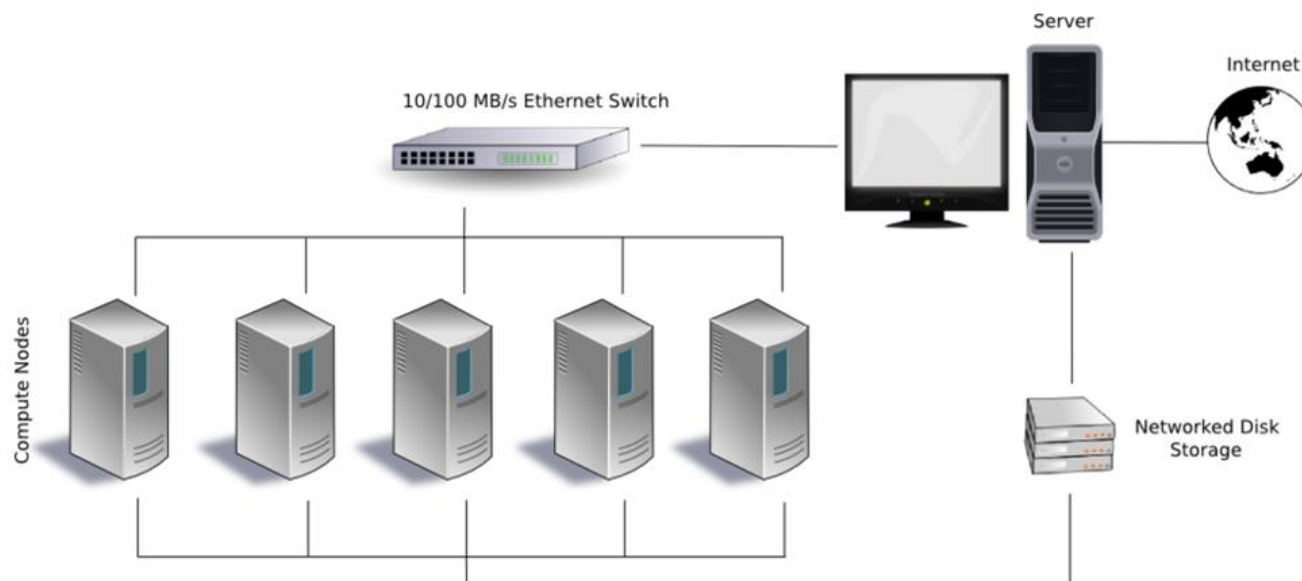 Server
Internet
10/100 MB/s Ethernet Switch
Compute Nodes
Networked Disk
Storage